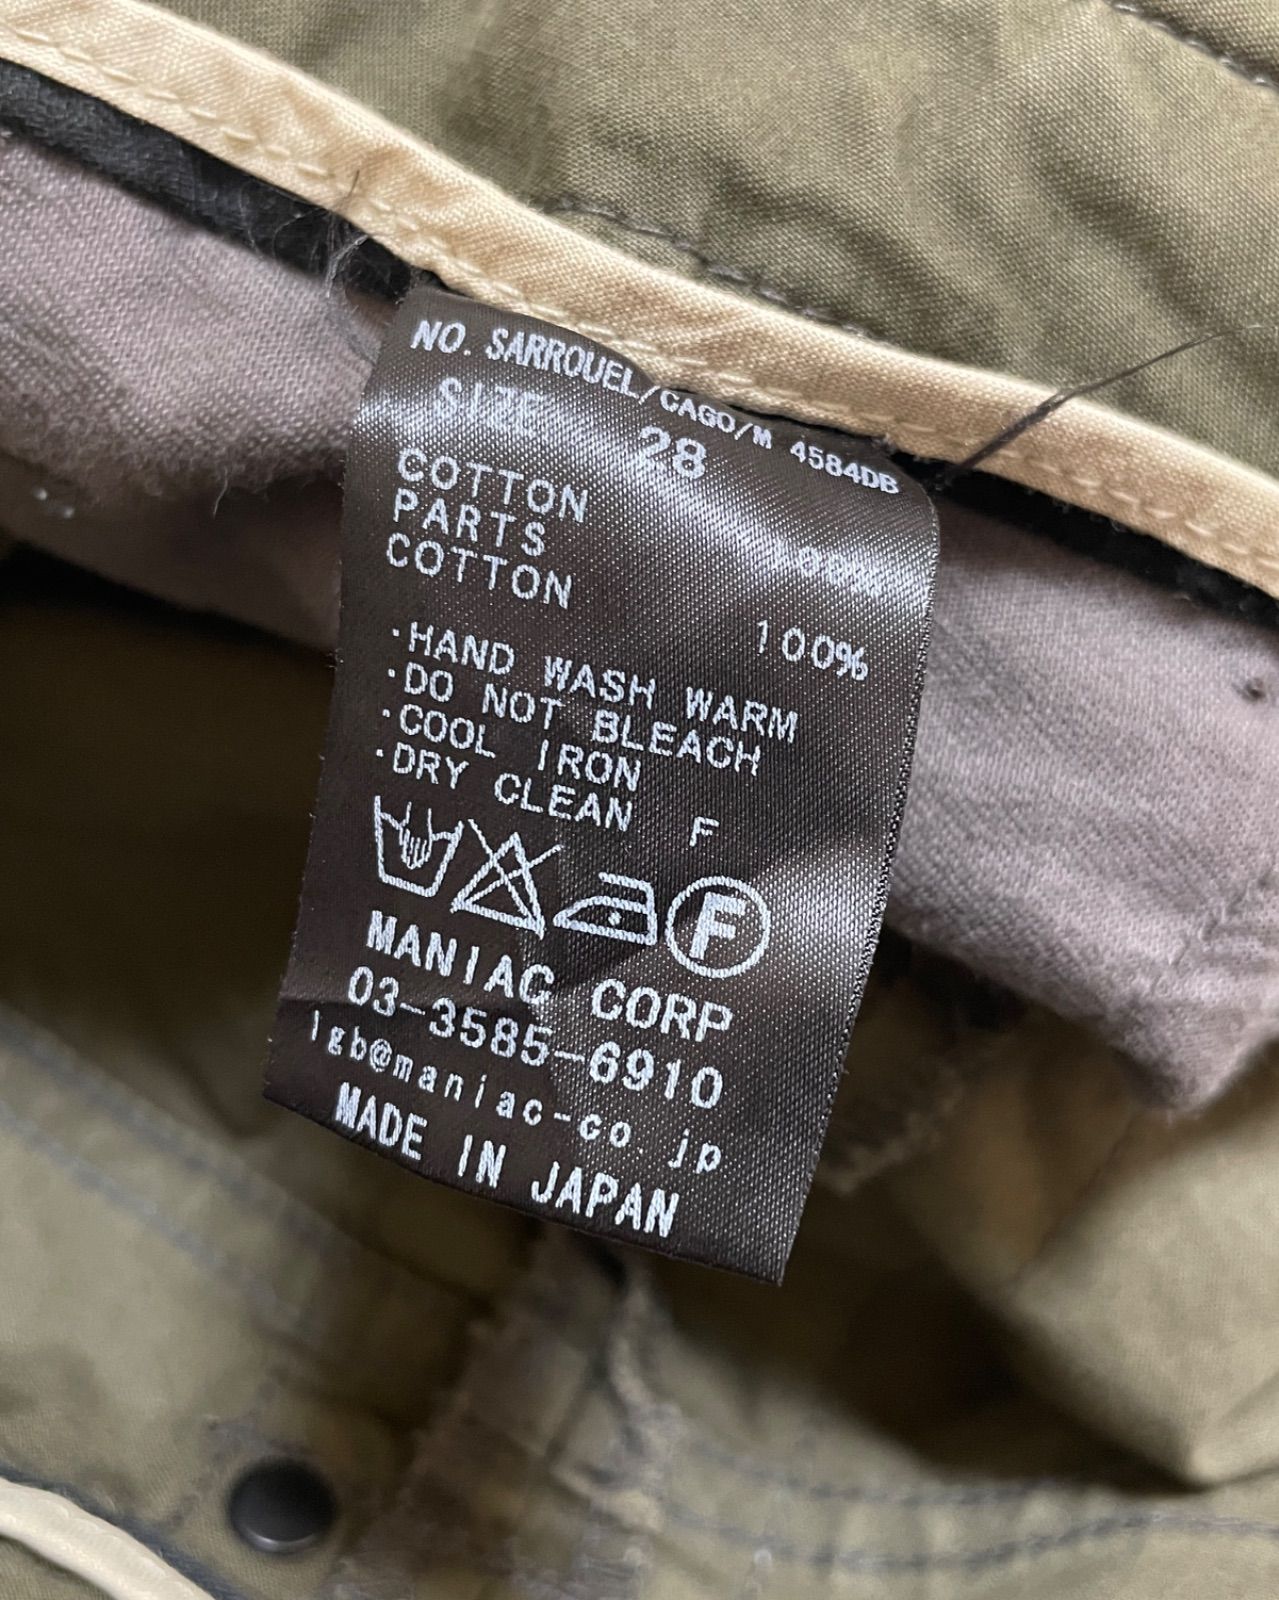 NO. SARROUEL/CAGO/M 4584DB
SIZE 28
COTTON 100%
PARTS
COTTON 100%
·HAND WASH WARM
·DO NOT BLEACH
·COOL IRON
·DRY CLEAN F
F
MANIAC CORP
03-3585-6910
lgb@maniac-co.jp
MADE IN JAPAN